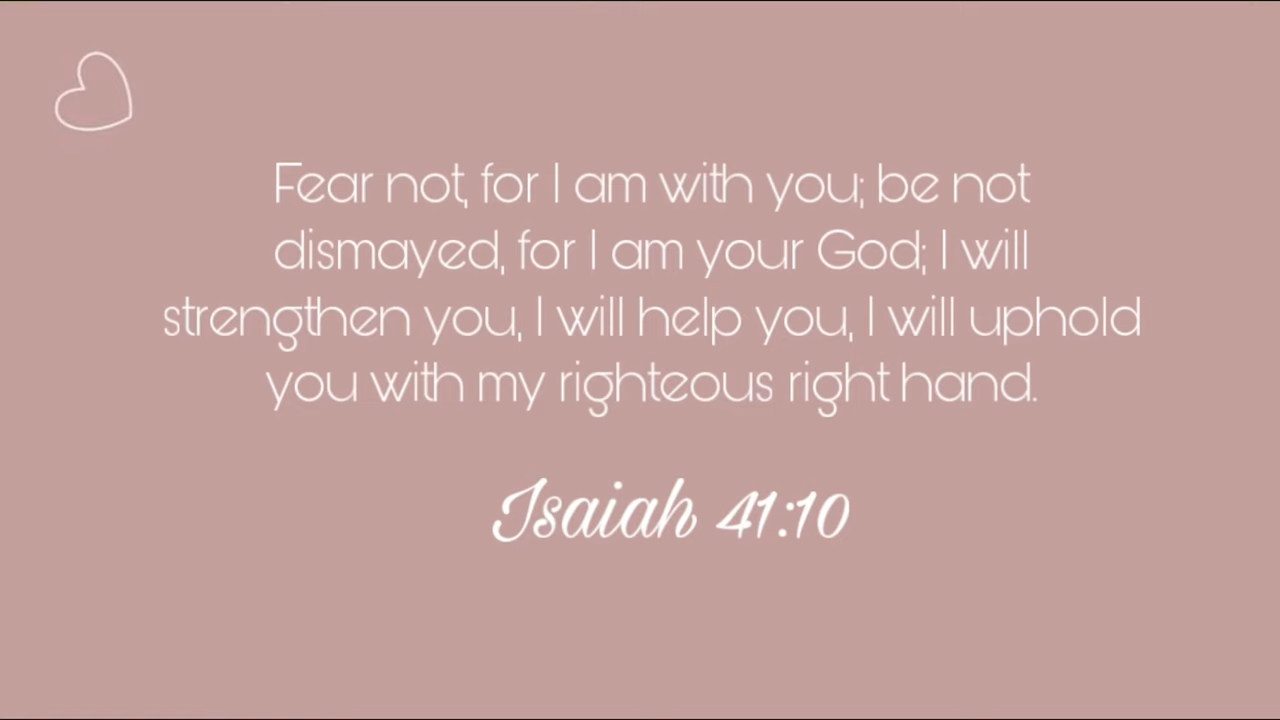 Fear not, for I am with you; be not
dismayed, for I am your God; I will
strengthen you, I will help you, I will uphold
you with my righteous right hand.
Isaiah 41:10